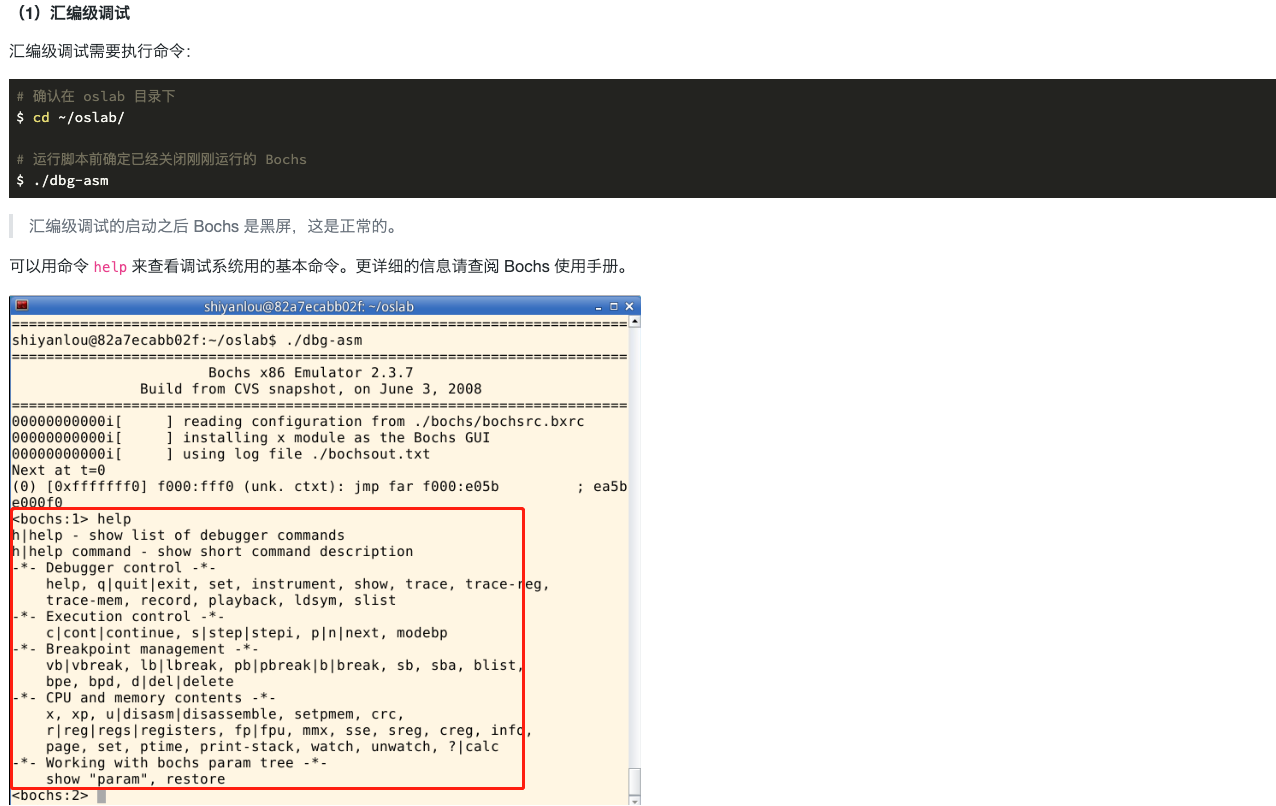 （1）汇编级调试
汇编级调试需要执行命令：
# 确认在 oslab 目录下
$ cd ~/oslab/
# 运行脚本前确定已经关闭刚刚运行的 Bochs
$ ./dbg-asm
汇编级调试的启动之后 Bochs 是黑屏，这是正常的。
可以用命令 help 来查看调试系统用的基本命令。更详细的信息请查阅 Bochs 使用手册。
shiyanlou@82a7ecabb02f: ~/oslab
========================================================================
shiyanlou@82a7ecabb02f:~/oslab$ ./dbg-asm
========================================================================
Bochs x86 Emulator 2.3.7
Build from CVS snapshot, on June 3, 2008
========================================================================
00000000000i[     ] reading configuration from ./bochs/bochsrc.bxrc
00000000000i[     ] installing x module as the Bochs GUI
00000000000i[     ] using log file ./bochsout.txt
Next at t=0
(0) [0xfffffff0] f000:fff0 (unk. ctxt): jmp far f000:e05b         ; ea5b
e000f0
<bochs:1> help
h|help - show list of debugger commands
h|help command - show short command description
-*- Debugger control -*-
    help, q|quit|exit, set, instrument, show, trace, trace-reg,
    trace-mem, record, playback, ldsym, slist
-*- Execution control -*-
    c|cont|continue, s|step|stepi, p|n|next, modebp
-*- Breakpoint management -*-
    vb|vbreak, lb|lbreak, pb|pbreak|b|break, sb, sba, blist,
    bpe, bpd, d|del|delete
-*- CPU and memory contents -*-
    x, xp, u|disasm|disassemble, setpmem, crc,
    r|reg|regs|registers, fp|fpu, mmx, sse, sreg, creg, info,
    page, set, ptime, print-stack, watch, unwatch, ?|calc
-*- Working with bochs param tree -*-
    show "param", restore
<bochs:2>